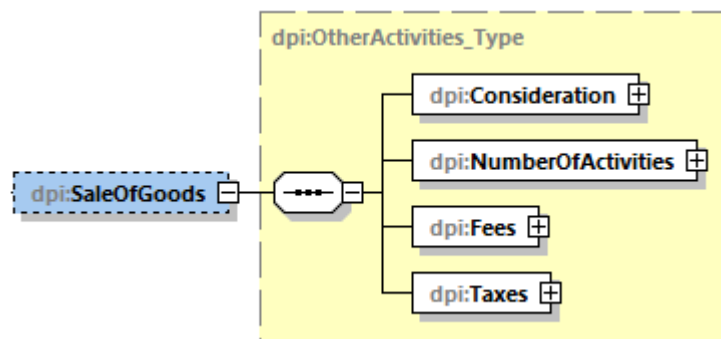 dpi:OtherActivities_Type
dpi:Consideration
dpi:NumberOfActivities
dpi:SaleOfGoods
dpi:Fees
dpi:Taxes